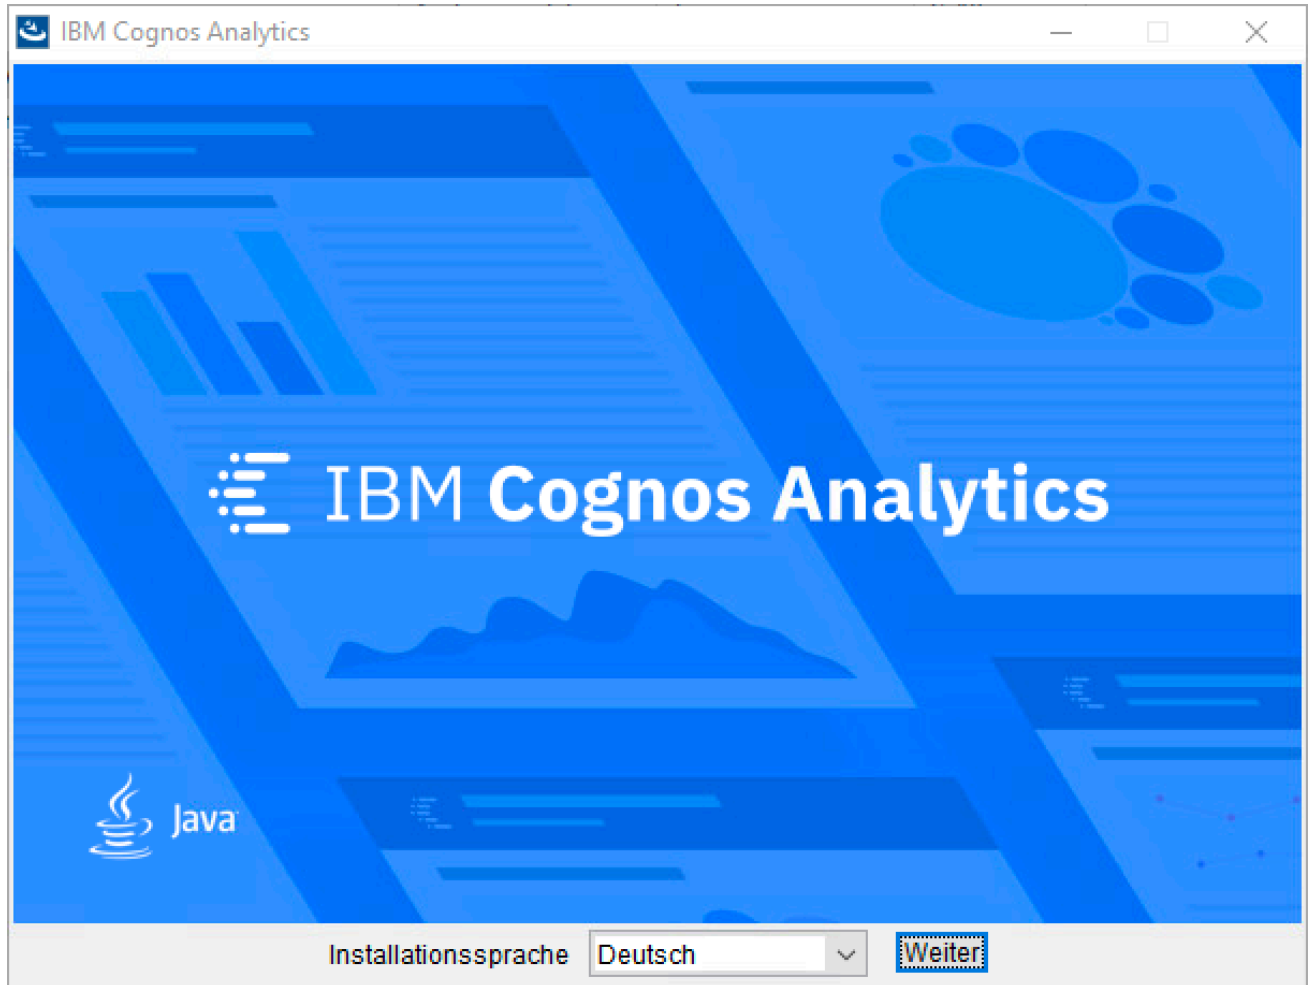 IBM Cognos Analytics
IBM Cognos Analytics
Java
Installationssprache Deutsch Weiter